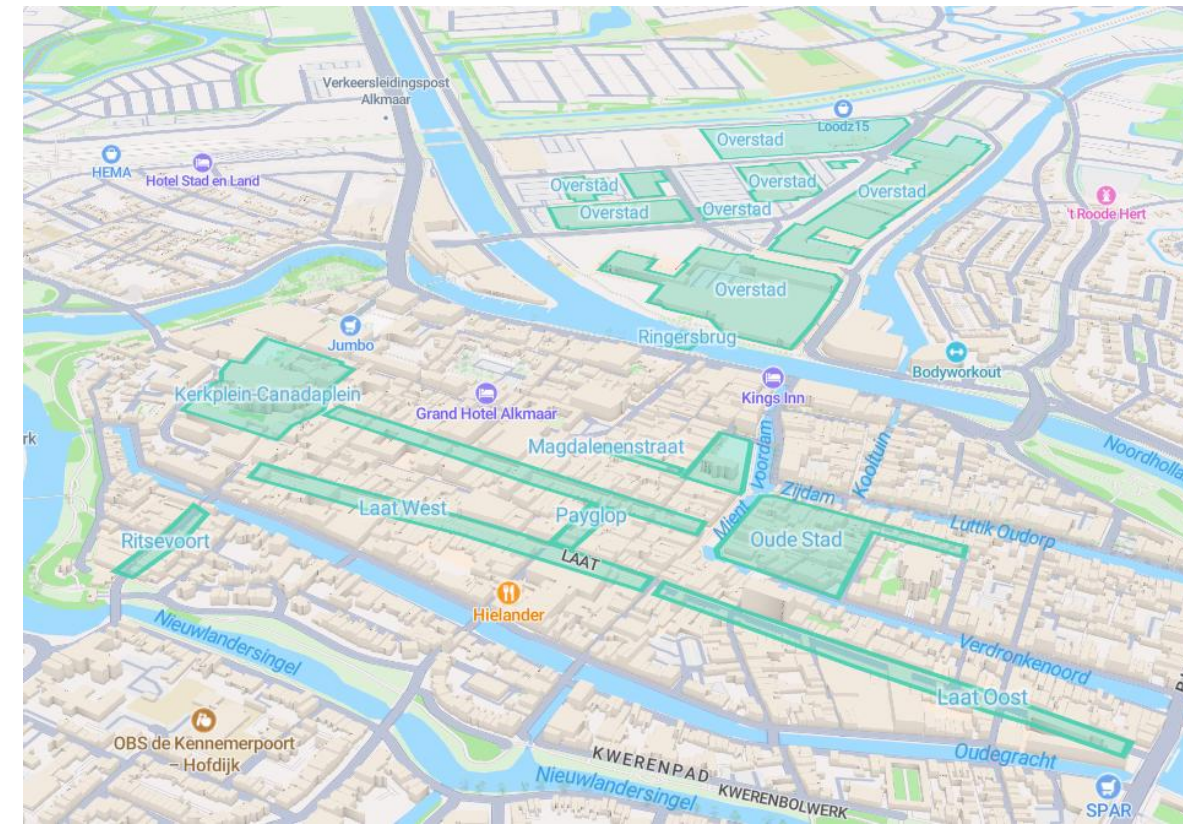 Verkeersleidingspost
Alkmaar
Loodz15
HEMA
Hotel Stad en Land
Overstad
Overstad
Overstad
Overstad
't Roode Hert
Overstad
Overstad
Overstad
Ringersbrug
Jumbo
Bodyworkout
Kerkplein-Canadaplein
Kings Inn
Grand Hotel Alkmaar
Magdalenenstraat
Voordam
Kooltuin
Noordholla
rk
Zijdam
Laat West
Payglop
Mient
Luttik Oudorp
Ritsevoort
Oude Stad
LAAT
Hielander
Nieuwlandersingel
Verdronkenoord
Laat Oost
OBS de Kennemerpoort
– Hofdijk
KWERENPAD
Oudegracht
Nieuwlandersingel
KWERENBOLWERK
SPAR